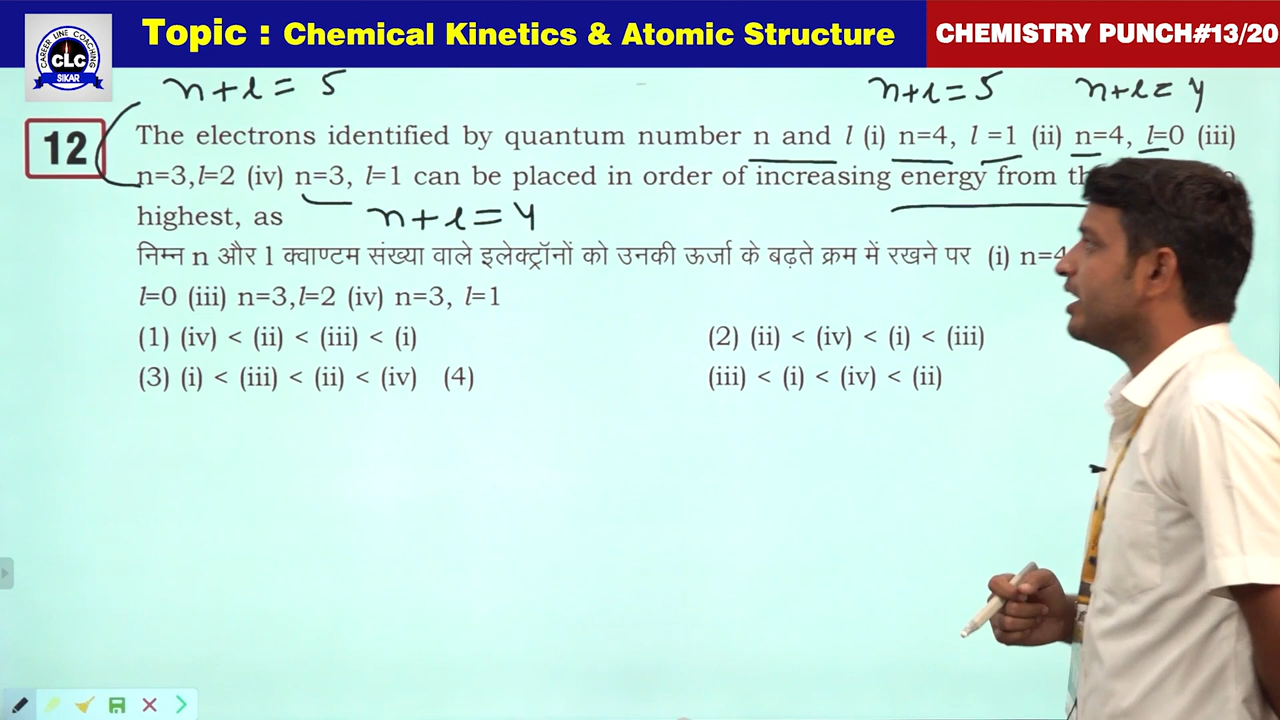 CAREER LINE COACHING
CLC
SIKAR
Topic : Chemical Kinetics & Atomic Structure
CHEMISTRY PUNCH#13/20
n+l = 5
n+l = 5
n+l = 4
12
The electrons identified by quantum number n and l (i) n=4, l =1 (ii) n=4, l=0 (iii)
n=3,l=2 (iv) n=3, l=1 can be placed in order of increasing energy from
highest, as
n+l = 4
निम्न n और l क्वाण्टम संख्या वाले इलेक्ट्रॉनों को उनकी ऊर्जा के बढ़ते क्रम में रखने पर (i) n=4
l=0 (iii) n=3,l=2 (iv) n=3, l=1
(1) (iv) < (ii) < (iii) < (i)
(2) (ii) < (iv) < (i) < (iii)
(3) (i) < (iii) < (ii) < (iv) (4)
(iii) < (i) < (iv) < (ii)